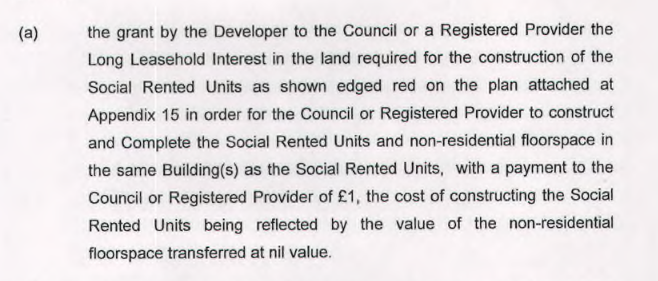 (a) the grant by the Developer to the Council or a Registered Provider the
Long Leasehold Interest in the land required for the construction of the
Social Rented Units as shown edged red on the plan attached at
Appendix 15 in order for the Council or Registered Provider to construct
and Complete the Social Rented Units and non-residential floorspace in
the same Building(s) as the Social Rented Units, with a payment to the
Council or Registered Provider of £1, the cost of constructing the Social
Rented Units being reflected by the value of the non-residential
floorspace transferred at nil value.